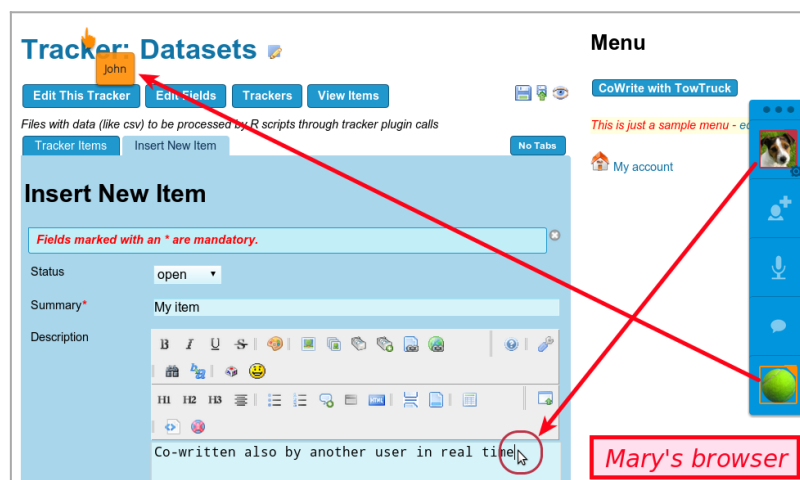 Tracker: Datasets
John
Edit This Tracker Edit Fields Trackers View Items
Files with data (like csv) to be processed by R scripts through tracker plugin calls
Tracker Items Insert New Item No Tabs
Insert New Item
Fields marked with an * are mandatory.
Status open
Summary* My item
Description
B I U S
H1 H2 H3
HTML
Co-written also by another user in real time
Menu
CoWrite with TowTruck
This is just a sample menu - 
My account
Mary's browser